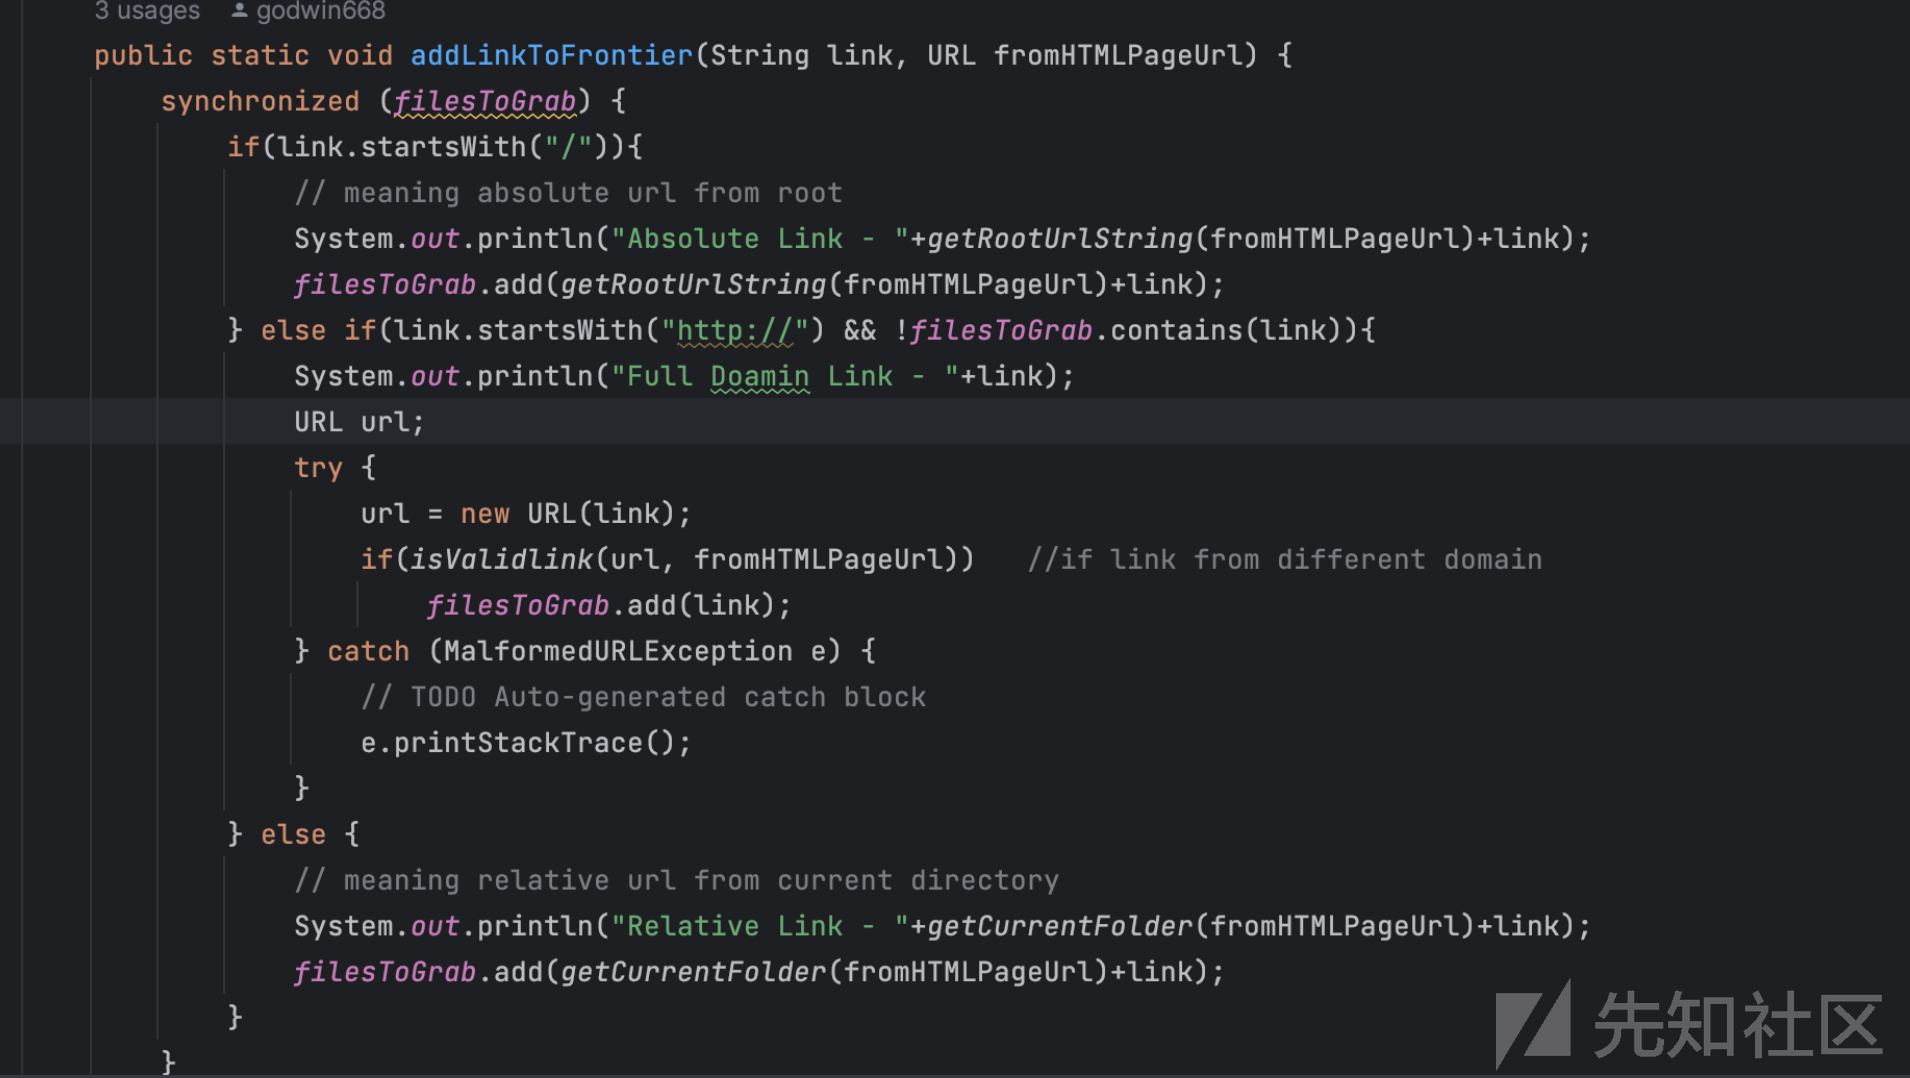 3 usages godwin668
public static void addLinkToFrontier(String link, URL fromHTMLPageUrl) {
synchronized (filesToGrab) {
if(link.startsWith("/")){
// meaning absolute url from root
System.out.println("Absolute Link - "+getRootUrlString(fromHTMLPageUrl)+link);
filesToGrab.add(getRootUrlString(fromHTMLPageUrl)+link);
} else if(link.startsWith("http://") && !filesToGrab.contains(link)){
System.out.println("Full Doamin Link - "+link);
URL url;
try {
url = new URL(link);
if(isValidlink(url, fromHTMLPageUrl)) //if link from different domain
filesToGrab.add(link);
} catch (MalformedURLException e) {
// TODO Auto-generated catch block
e.printStackTrace();
}
} else {
// meaning relative url from current directory
System.out.println("Relative Link - "+getCurrentFolder(fromHTMLPageUrl)+link);
filesToGrab.add(getCurrentFolder(fromHTMLPageUrl)+link);
}
}
先知社区